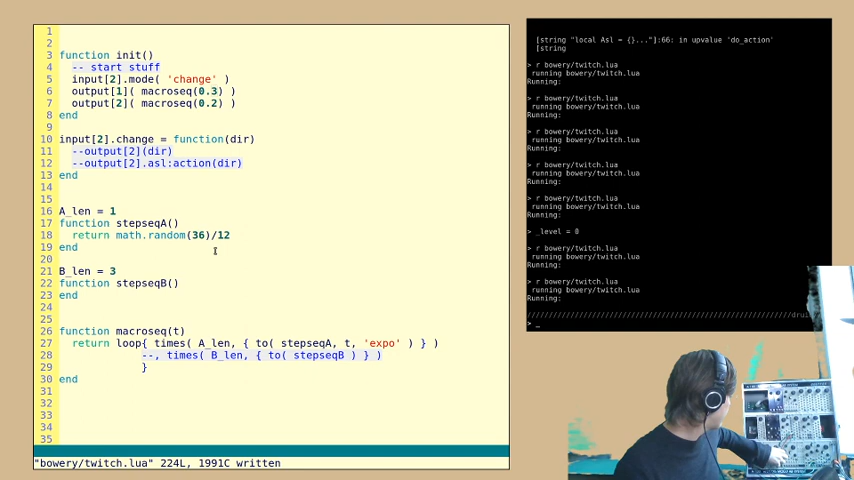 1
2
3 function init()
4 -- start stuff
5 input[2].mode( 'change' )
6 output[1]( macroseq(0.3) )
7 output[2]( macroseq(0.2) )
8 end
9
10 input[2].change = function(dir)
11 --output[2](dir)
12 --output[2].asl:action(dir)
13 end
14
15
16 A_len = 1
17 function stepseqA()
18 return math.random(36)/12
19 end
20
21 B_len = 3
22 function stepseqB()
23 end
24
25
26 function macroseq(t)
27 return loop{ times( A_len, { to( stepseqA, t, 'expo' ) } )
28 --, times( B_len, { to( stepseqB ) } )
29 }
30 end
31
32
33
34
35
"bowery/twitch.lua" 224L, 1991C written
[string "local Asl = {}..."]:66: in upvalue 'do_action'
[string
> r bowery/twitch.lua
running bowery/twitch.lua
Running:
> r bowery/twitch.lua
running bowery/twitch.lua
Running:
> r bowery/twitch.lua
running bowery/twitch.lua
Running:
> r bowery/twitch.lua
running bowery/twitch.lua
Running:
> r bowery/twitch.lua
running bowery/twitch.lua
Running:
> _level = 0
> r bowery/twitch.lua
running bowery/twitch.lua
Running:
> r bowery/twitch.lua
running bowery/twitch.lua
Running:
> _